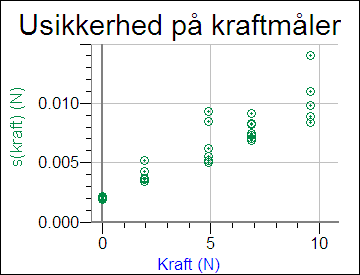 Usikkerhed på kraftmåler
s(kraft) (N)
0.010
0.005
0.000
0 5 10
Kraft (N)